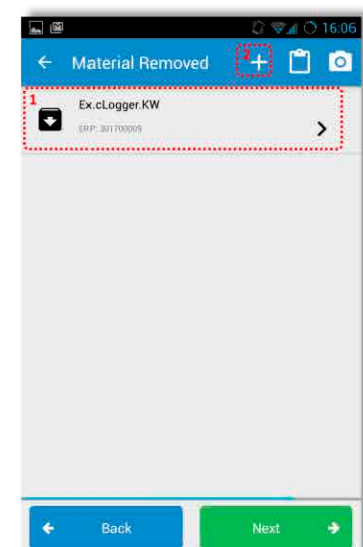 16:06
Material Removed
2
1
Ex.cLogger.KW
ERP: 301700009
Back
Next